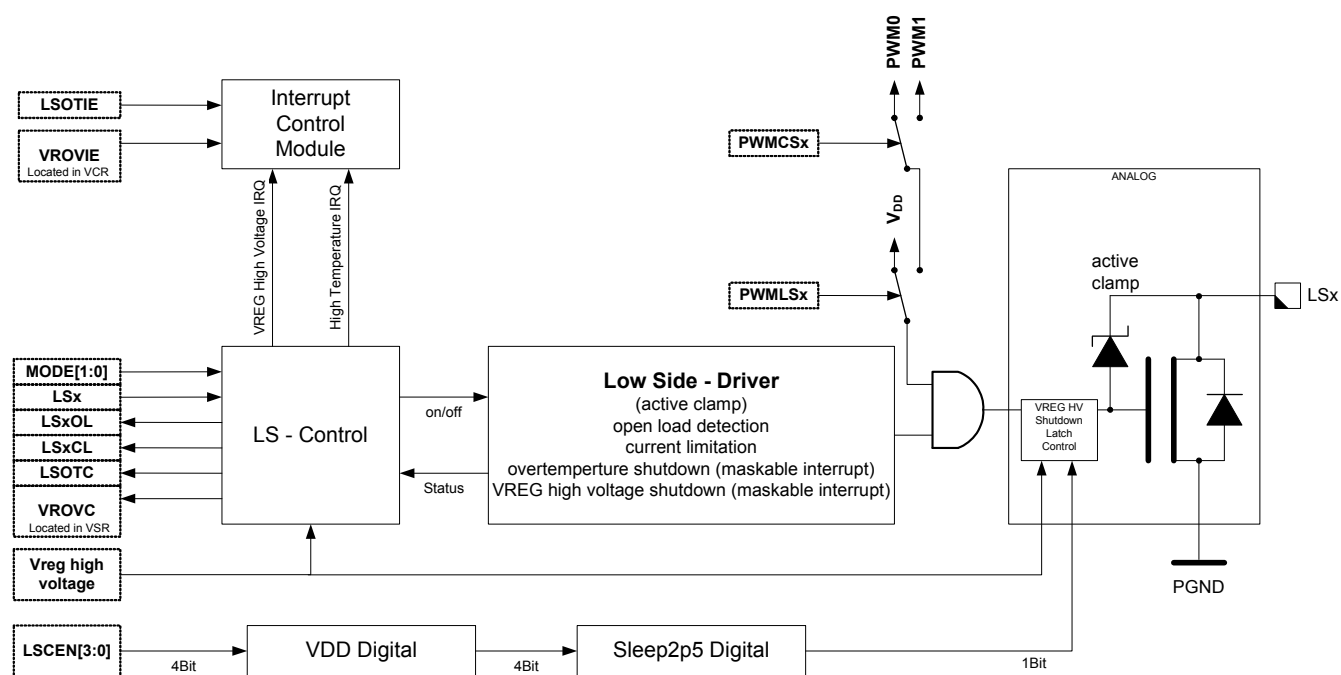 PWM0
PWM1
LSOTIE
VROVIE
Located in VCR
Interrupt
Control
Module
PWMCSx
VREG High Voltage IRQ
High Temperature IRQ
VDD
PWMLSx
ANALOG
active
clamp
LSx
MODE[1:0]
LSx
LSxOL
LSxCL
LSOTC
VROVC
Located in VSR
Vreg high
voltage
LS - Control
on/off
Status
Low Side - Driver
(active clamp)
open load detection
current limitation
overtemperture shutdown (maskable interrupt)
VREG high voltage shutdown (maskable interrupt)
VREG HV
Shutdown
Latch
Control
PGND
LSCEN[3:0]
4Bit
VDD Digital
4Bit
Sleep2p5 Digital
1Bit